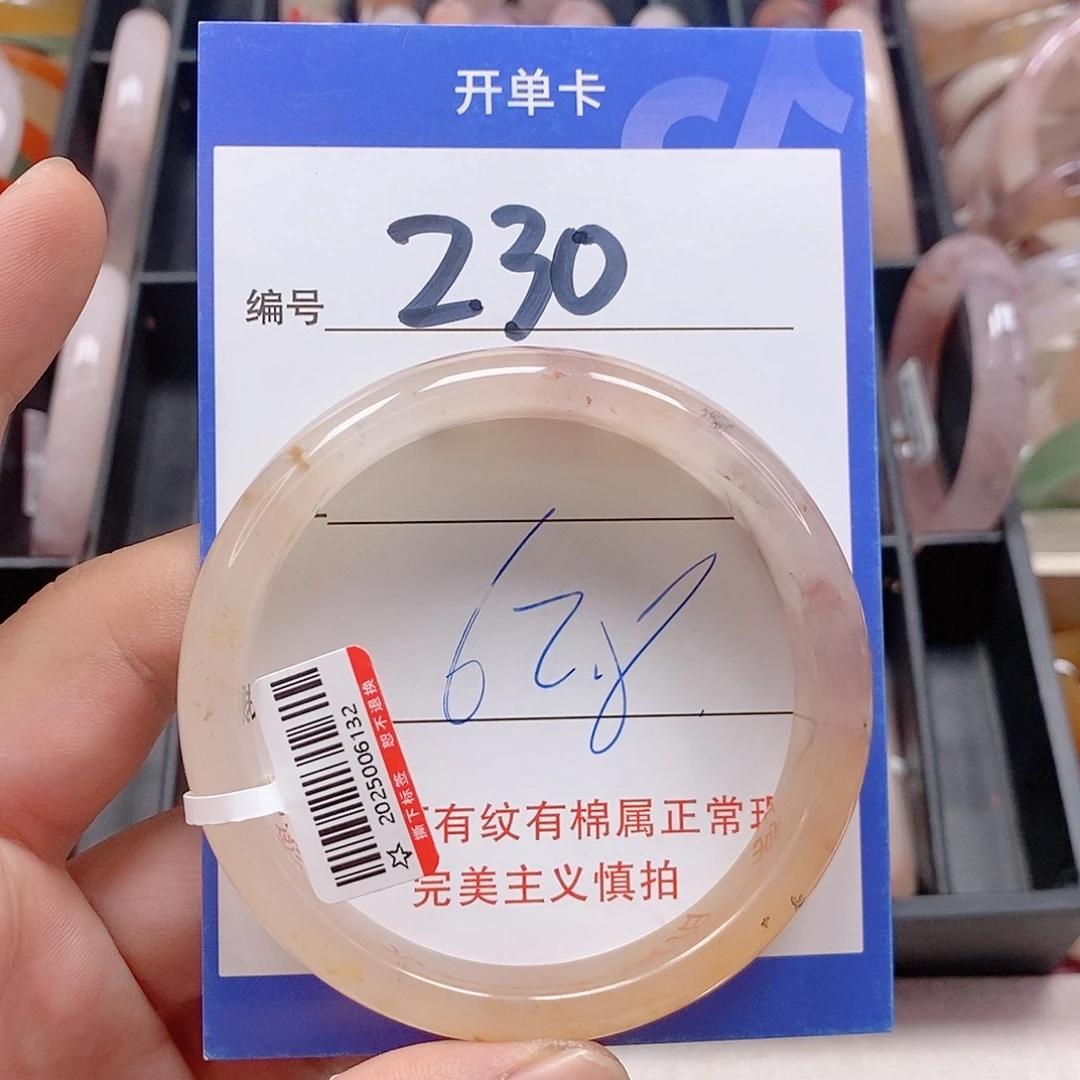 开单卡
编号 230
62.8
2025006132
撕下标签 恕不退换
有纹有棉属正常
完美主义慎拍